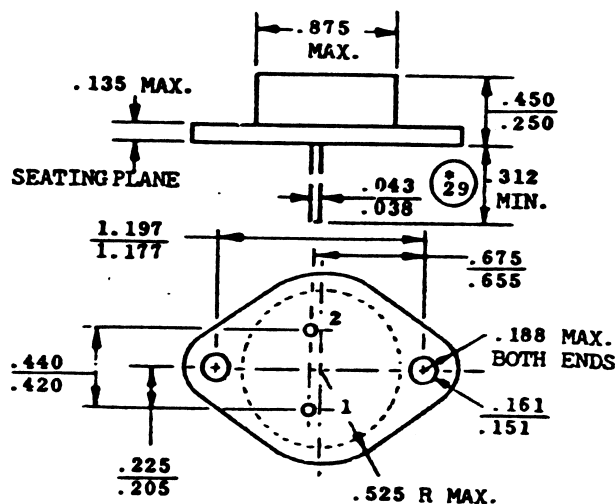 .875
MAX.
.135 MAX.
.450
.250
SEATING PLANE
.043
.038
*
29
.312
MIN.
1.197
1.177
.675
.655
2
.188 MAX.
BOTH ENDS
.440
.420
1
.161
.151
.225
.205
.525 R MAX.